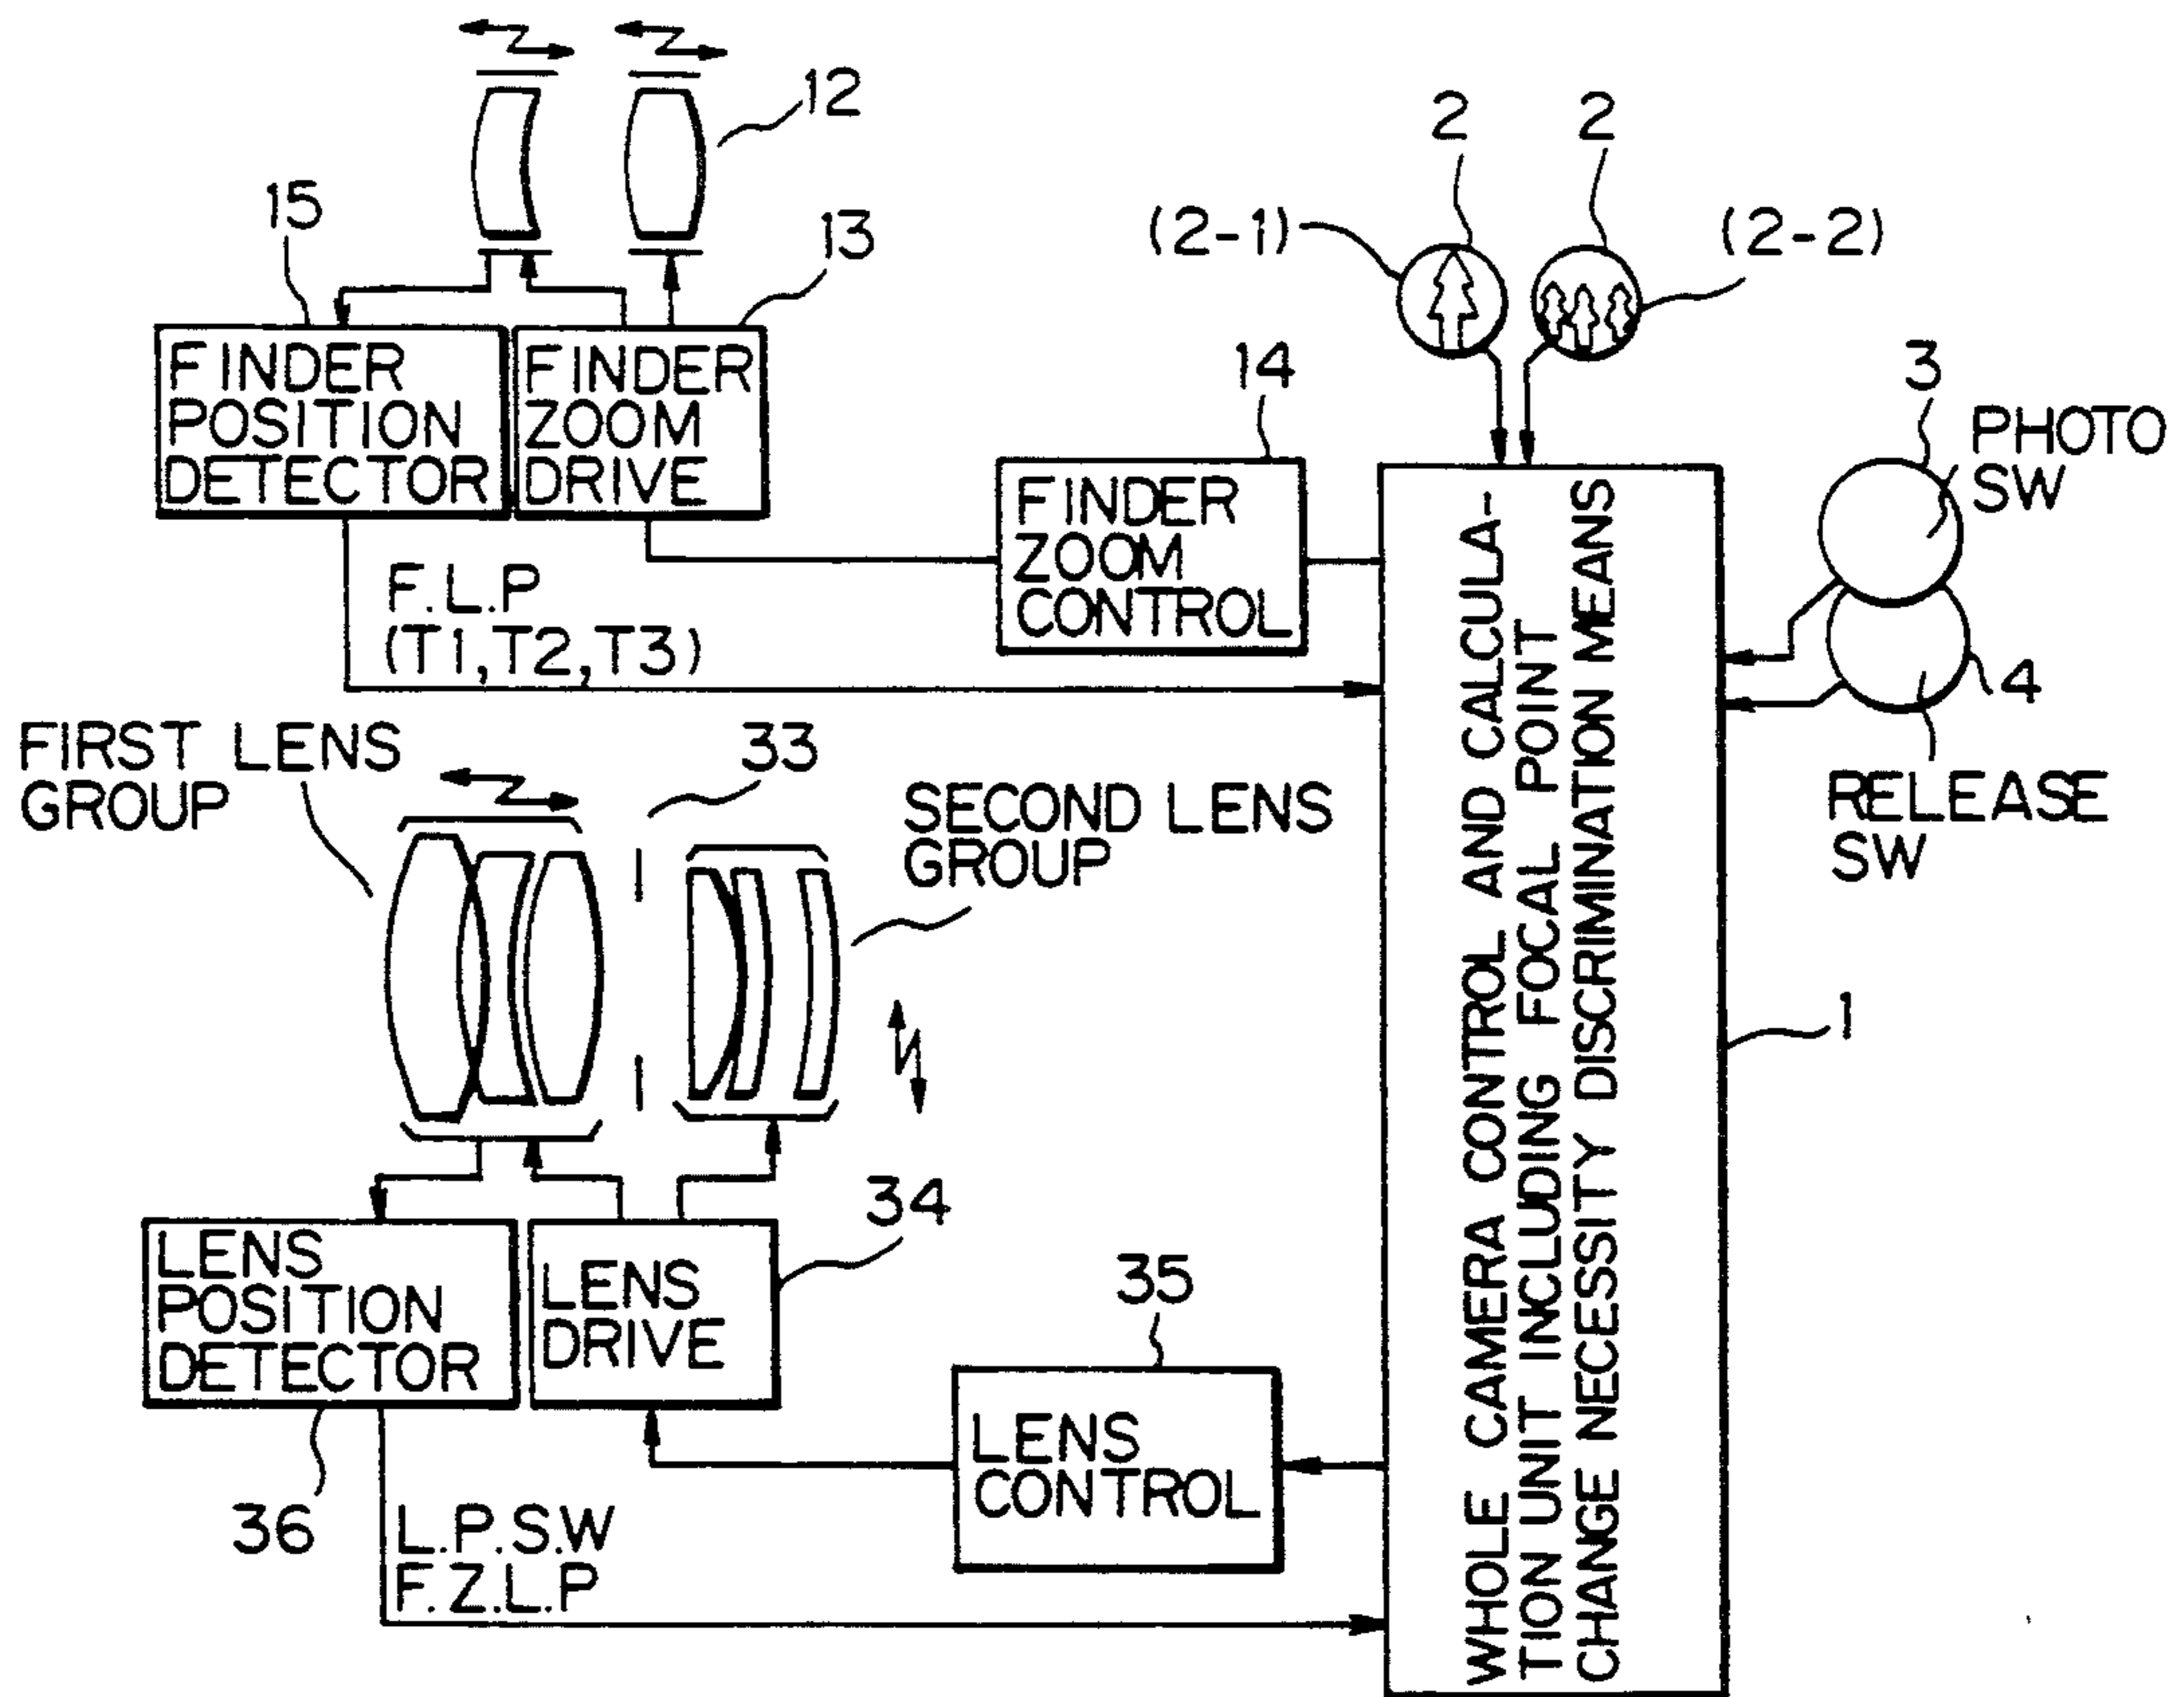 12
2
2
15
13
(2-1)
(2-2)
FINDER
POSITION
DETECTOR
FINDER
ZOOM
DRIVE
14
3
PHOTO
SW
FINDER
ZOOM
CONTROL
F.L.P
(T1,T2,T3)
4
RELEASE
SW
FIRST LENS
GROUP
33
SECOND LENS
GROUP
WHOLE CAMERA CONTROL AND CALCULA-
TION UNIT INCLUDING FOCAL POINT
CHANGE NECESSITY DISCRIMINATION MEANS
1
34
LENS
POSITION
DETECTOR
LENS
DRIVE
35
LENS
CONTROL
36
L.P.S.W
F.Z.L.P